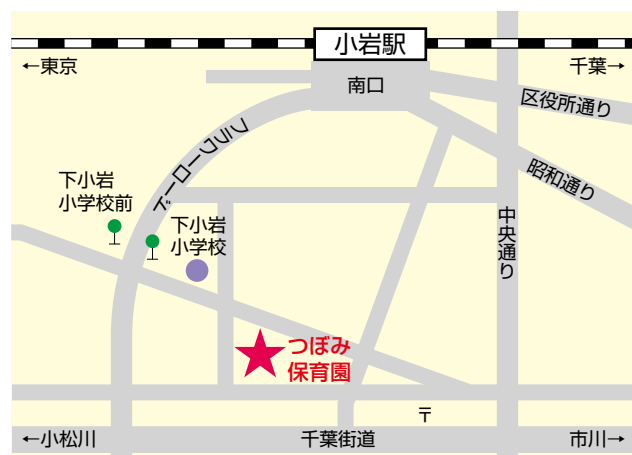 小岩駅
←東京
千葉→
南口
区役所通り
フラワーロード
昭和通り
下小岩
小学校前
下小岩
小学校
中央通り
つぼみ
保育園
〒
←小松川
千葉街道
市川→